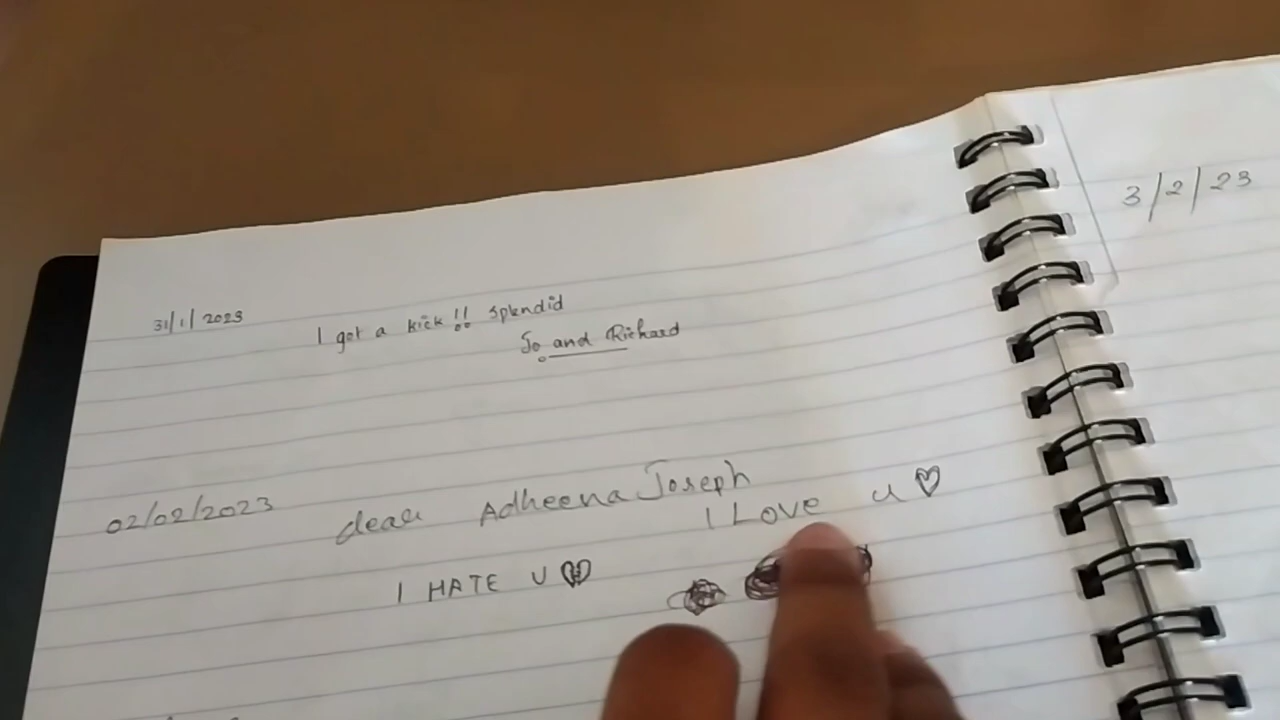 31/1/2023
I got a kick!! splendid
Jo and Richard
02/02/2023 dear Adheena Joseph
I Love u♡
I HATE U
3/2/23